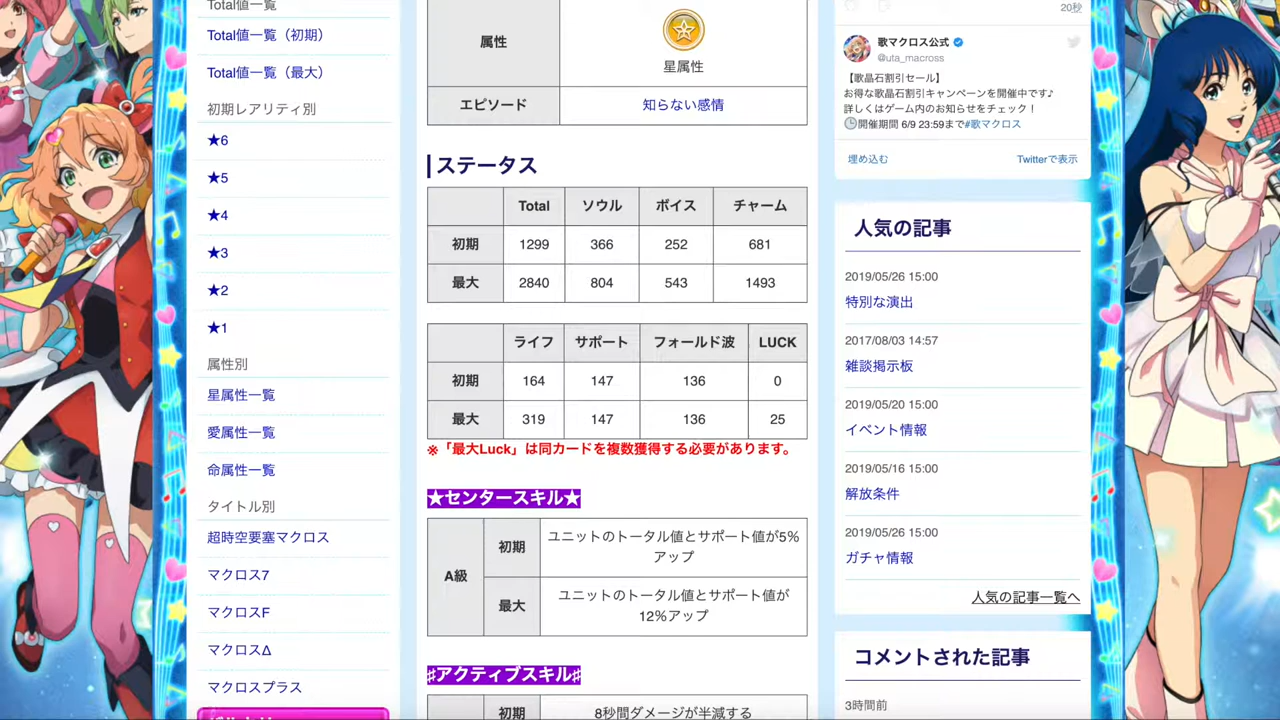 Total値一覧
Total値一覧（初期）
Total値一覧（最大）
初期レアリティ別
★6
★5
★4
★3
★2
★1
属性別
星属性一覧
愛属性一覧
命属性一覧
タイトル別
超時空要塞マクロス
マクロス7
マクロスF
マクロスΔ
マクロスプラス
属性
星属性
エピソード 知らない感情
ステータス
Total ソウル ボイス チャーム
初期 1299 366 252 681
最大 2840 804 543 1493
ライフ サポート フォールド波 LUCK
初期 164 147 136 0
最大 319 147 136 25
※「最大Luck」は同カードを複数獲得する必要があります。
★センタースキル★
A級
初期
ユニットのトータル値とサポート値が5%
アップ
最大
ユニットのトータル値とサポート値が
12%アップ
♯アクティブスキル♯
初期 8秒間ダメージが半減する
20秒
歌マクロス公式
@uta_macross
【歌晶石割引セール】
お得な歌晶石割引キャンペーンを開催中です♪
詳しくはゲーム内のお知らせをチェック！
🕒開催期間 6/9 23:59まで#歌マクロス
埋め込む Twitterで表示
人気の記事
2019/05/26 15:00
特別な演出
2017/08/03 14:57
雑談掲示板
2019/05/20 15:00
イベント情報
2019/05/16 15:00
解放条件
2019/05/26 15:00
ガチャ情報
人気の記事一覧へ
コメントされた記事
3時間前